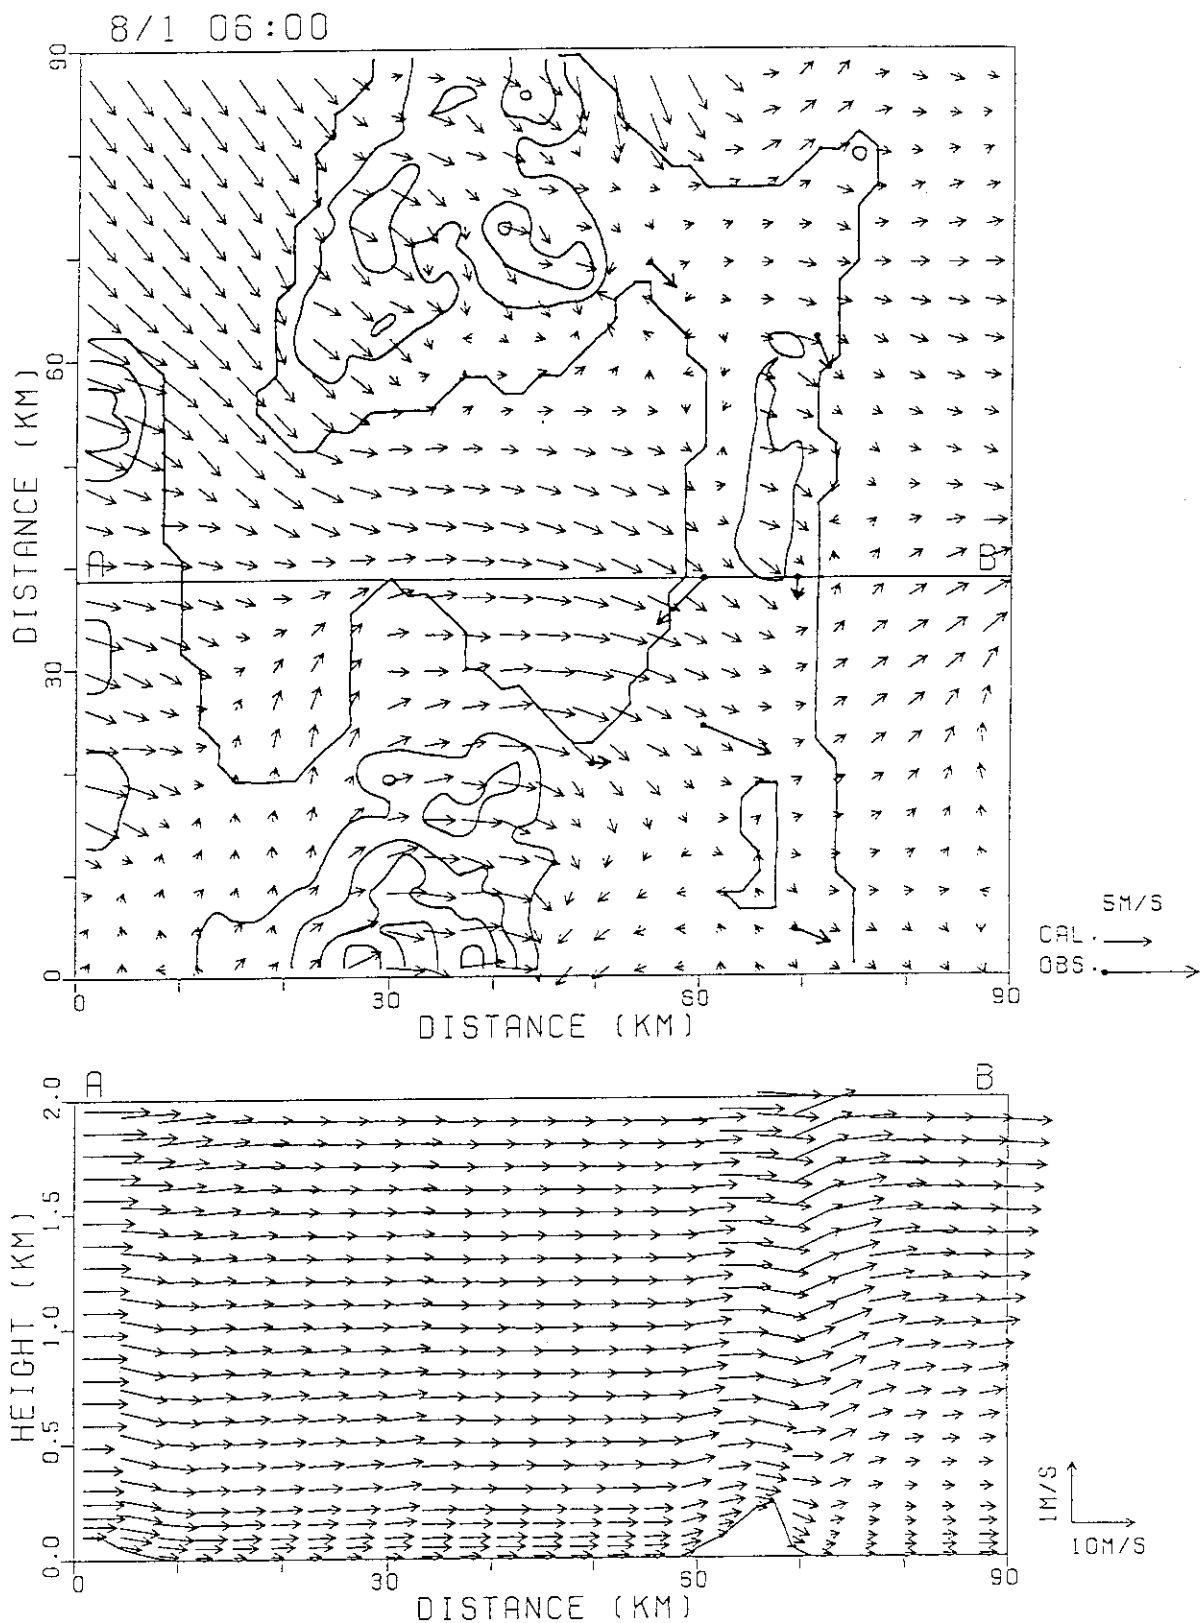 8/1 06:00
90
60
30
0
DISTANCE (KM)
A
B
0
30
60
90
DISTANCE (KM)
5M/S
CAL.
OBS.
A
B
2.0
1.5
1.0
0.5
0.0
HEIGHT (KM)
0
30
60
90
DISTANCE (KM)
1M/S
10M/S